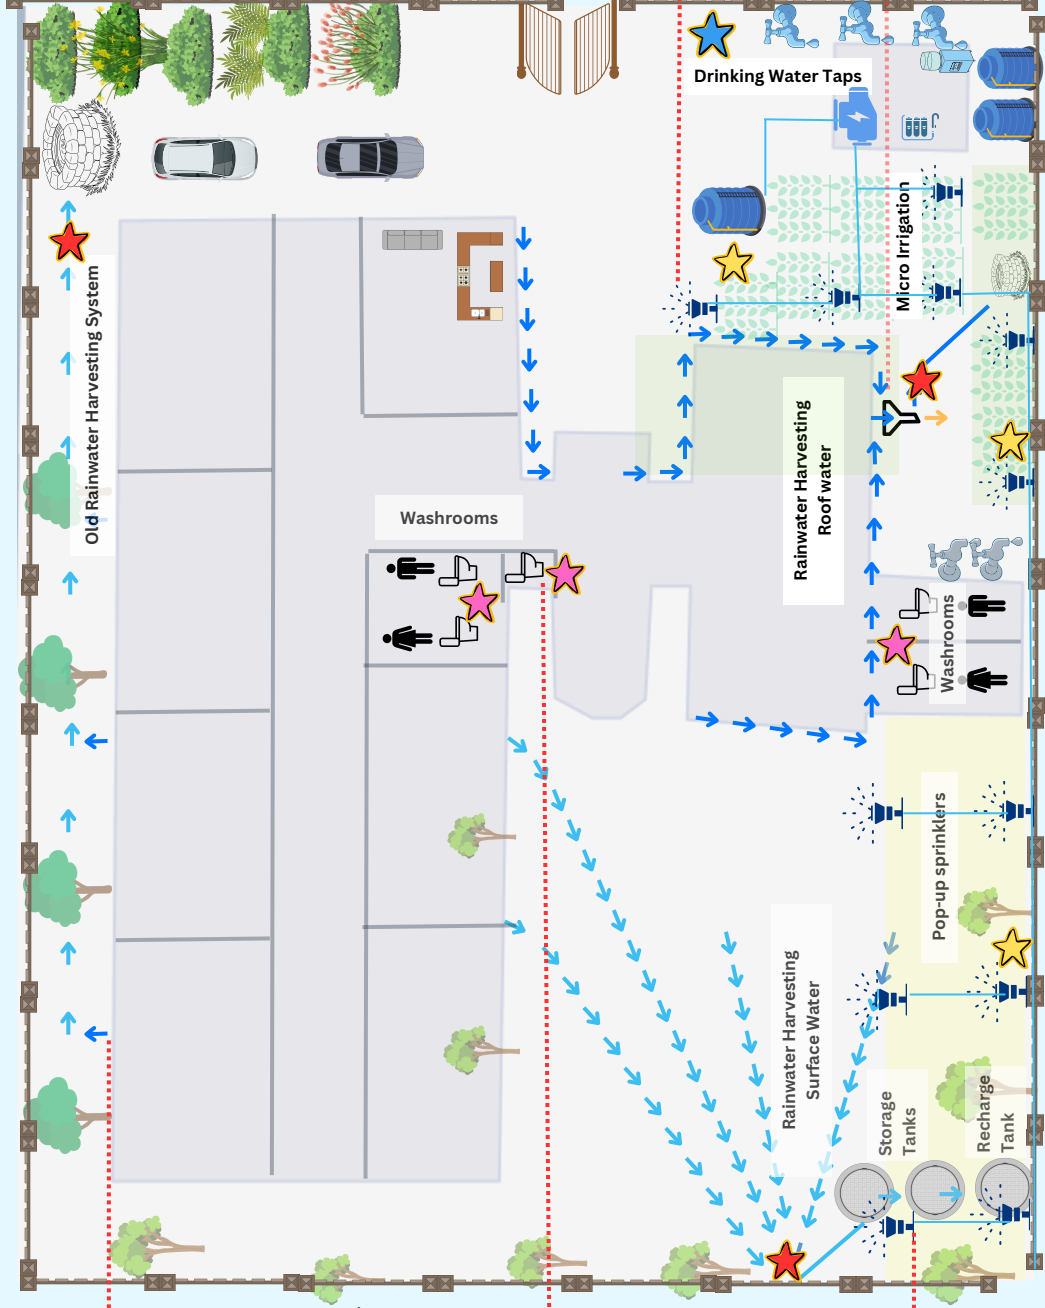 Drinking Water Taps
Micro Irrigation
Old Rainwater Harvesting System
Rainwater Harvesting
Roof water
Washrooms
Washrooms
Pop-up sprinklers
Rainwater Harvesting
Surface Water
Storage
Tanks
Recharge
Tank